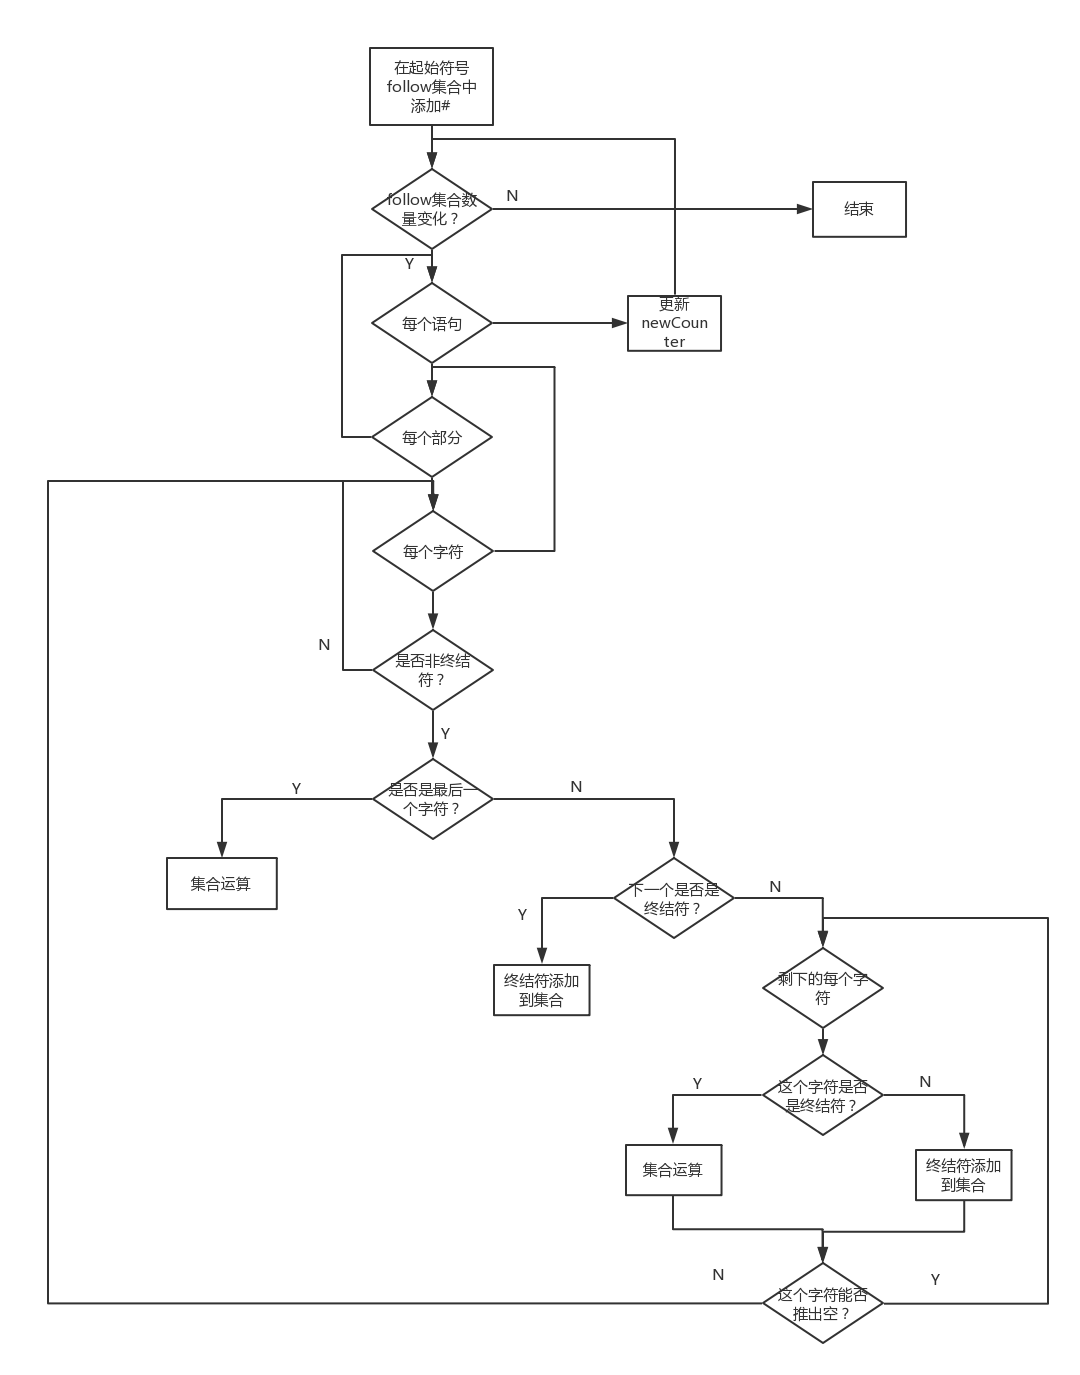 在起始符号
follow集合中
添加#
follow集合数
量变化？
N
结束
Y
每个语句
更新
newCoun
ter
每个部分
每个字符
N
是否非终结
符？
Y
是否是最后一
个字符？
Y
N
集合运算
下一个是否是
终结符？
Y
N
终结符添加
到集合
剩下的每个字
符
这个字符是否
是终结符？
Y
N
集合运算
终结符添加
到集合
N
Y
这个字符能否
推出空？